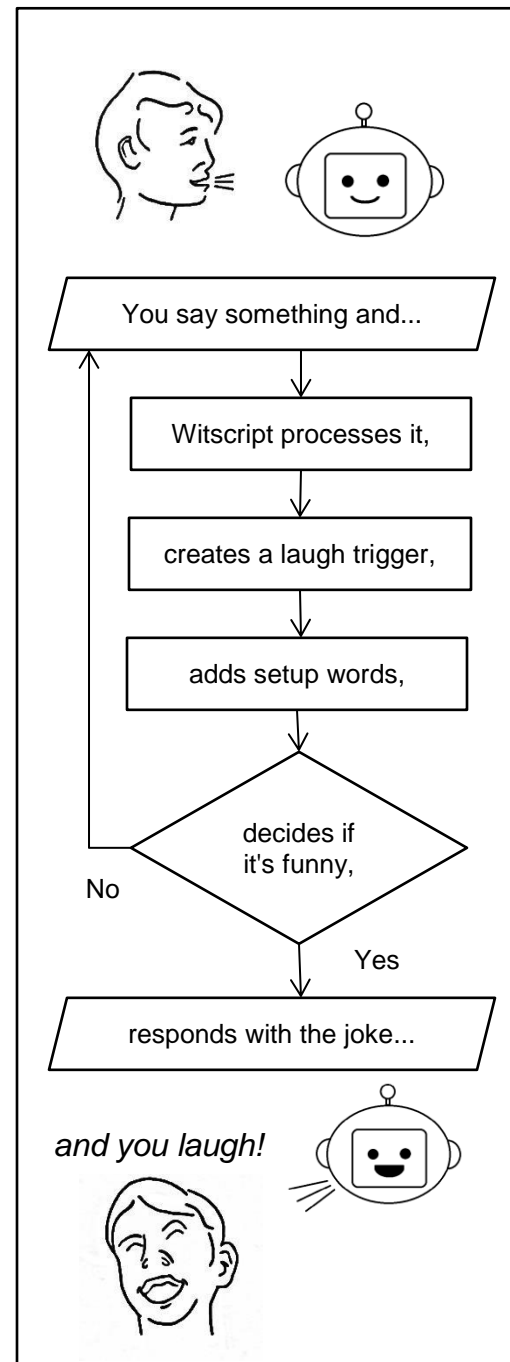 You say something and...
Witscript processes it,
creates a laugh trigger,
adds setup words,
decides if
it's funny,
No
Yes
responds with the joke...
and you laugh!